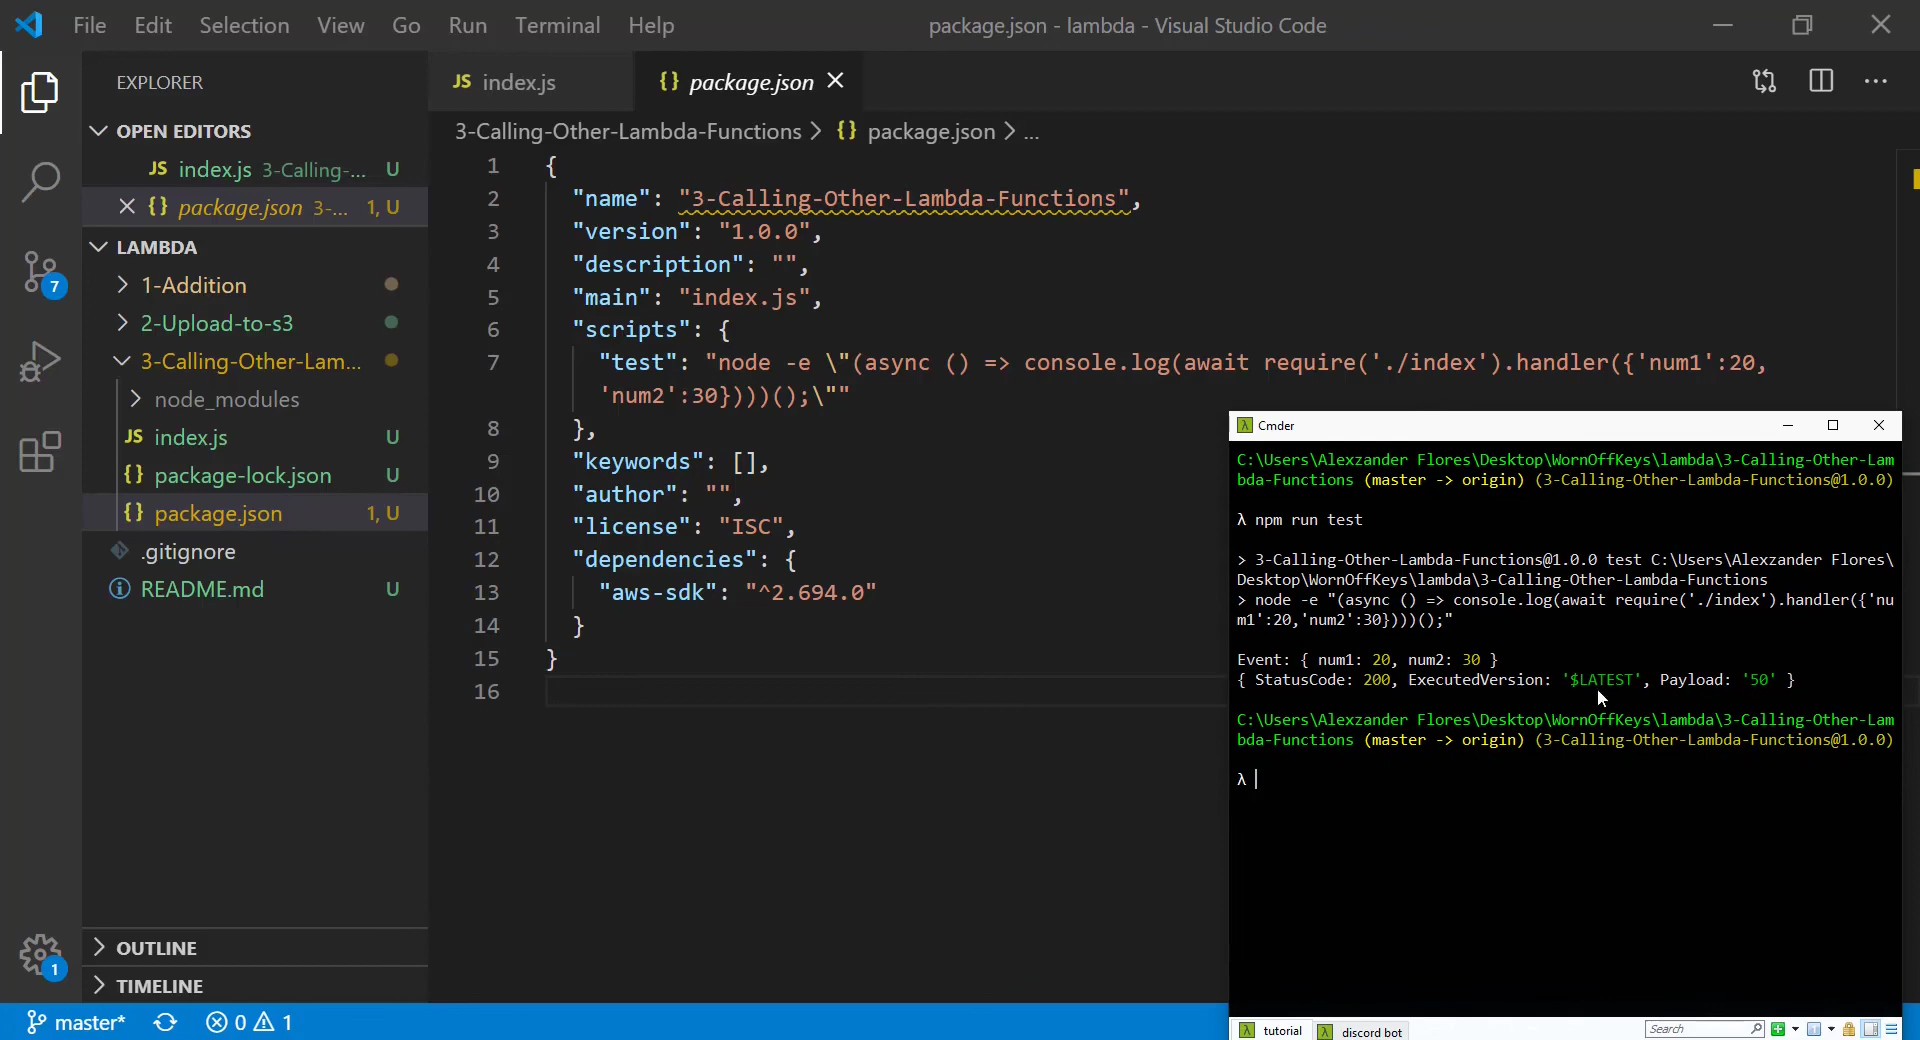 File Edit Selection View Go Run Terminal Help package.json - lambda - Visual Studio Code
EXPLORER
OPEN EDITORS
JS index.js 3-Calling-... U
{} package.json 3-... 1, U
LAMBDA
1-Addition
2-Upload-to-s3
3-Calling-Other-Lam...
node_modules
JS index.js U
{} package-lock.json U
{} package.json 1, U
.gitignore
README.md U
OUTLINE
TIMELINE
7
1
JS index.js {} package.json
3-Calling-Other-Lambda-Functions > {} package.json > ...
1 {
2 "name": "3-Calling-Other-Lambda-Functions",
3 "version": "1.0.0",
4 "description": "",
5 "main": "index.js",
6 "scripts": {
7 "test": "node -e \"(async () => console.log(await require('./index').handler({'num1':20,
'num2':30})))();\""
8 },
9 "keywords": [],
10 "author": "",
11 "license": "ISC",
12 "dependencies": {
13 "aws-sdk": "^2.694.0"
14 }
15 }
16
Cmder
C:\Users\Alexzander Flores\Desktop\WornOffKeys\lambda\3-Calling-Other-Lam
bda-Functions (master -> origin) (3-Calling-Other-Lambda-Functions@1.0.0)
λ npm run test
> 3-Calling-Other-Lambda-Functions@1.0.0 test C:\Users\Alexzander Flores\
Desktop\WornOffKeys\lambda\3-Calling-Other-Lambda-Functions
> node -e "(async () => console.log(await require('./index').handler({'nu
m1':20,'num2':30})))();"
Event: { num1: 20, num2: 30 }
{ StatusCode: 200, ExecutedVersion: '$LATEST', Payload: '50' }
C:\Users\Alexzander Flores\Desktop\WornOffKeys\lambda\3-Calling-Other-Lam
bda-Functions (master -> origin) (3-Calling-Other-Lambda-Functions@1.0.0)
λ
λ tutorial λ discord bot Search
master* 0 1